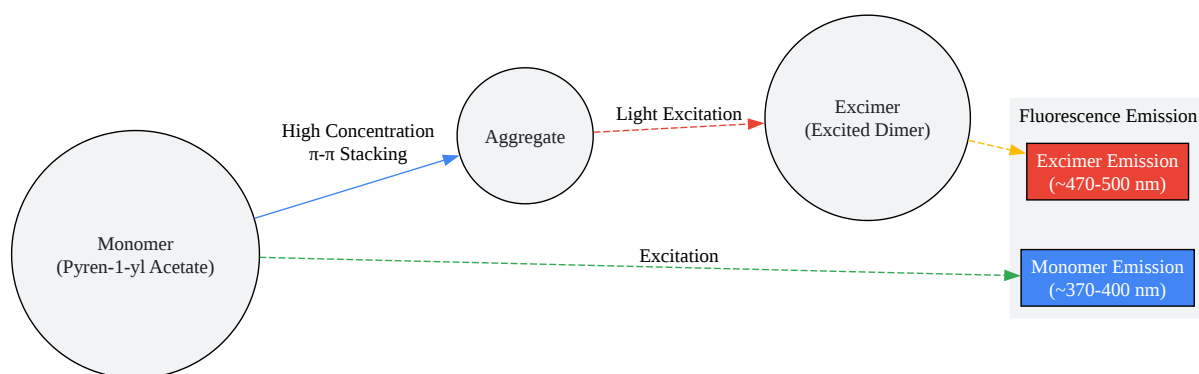 Monomer
(Pyren-1-yl Acetate)
High Concentration
π-π Stacking
Aggregate
Light Excitation
Excimer
(Excited Dimer)
Fluorescence Emission
Excimer Emission
(~470-500 nm)
Excitation
Monomer Emission
(~370-400 nm)